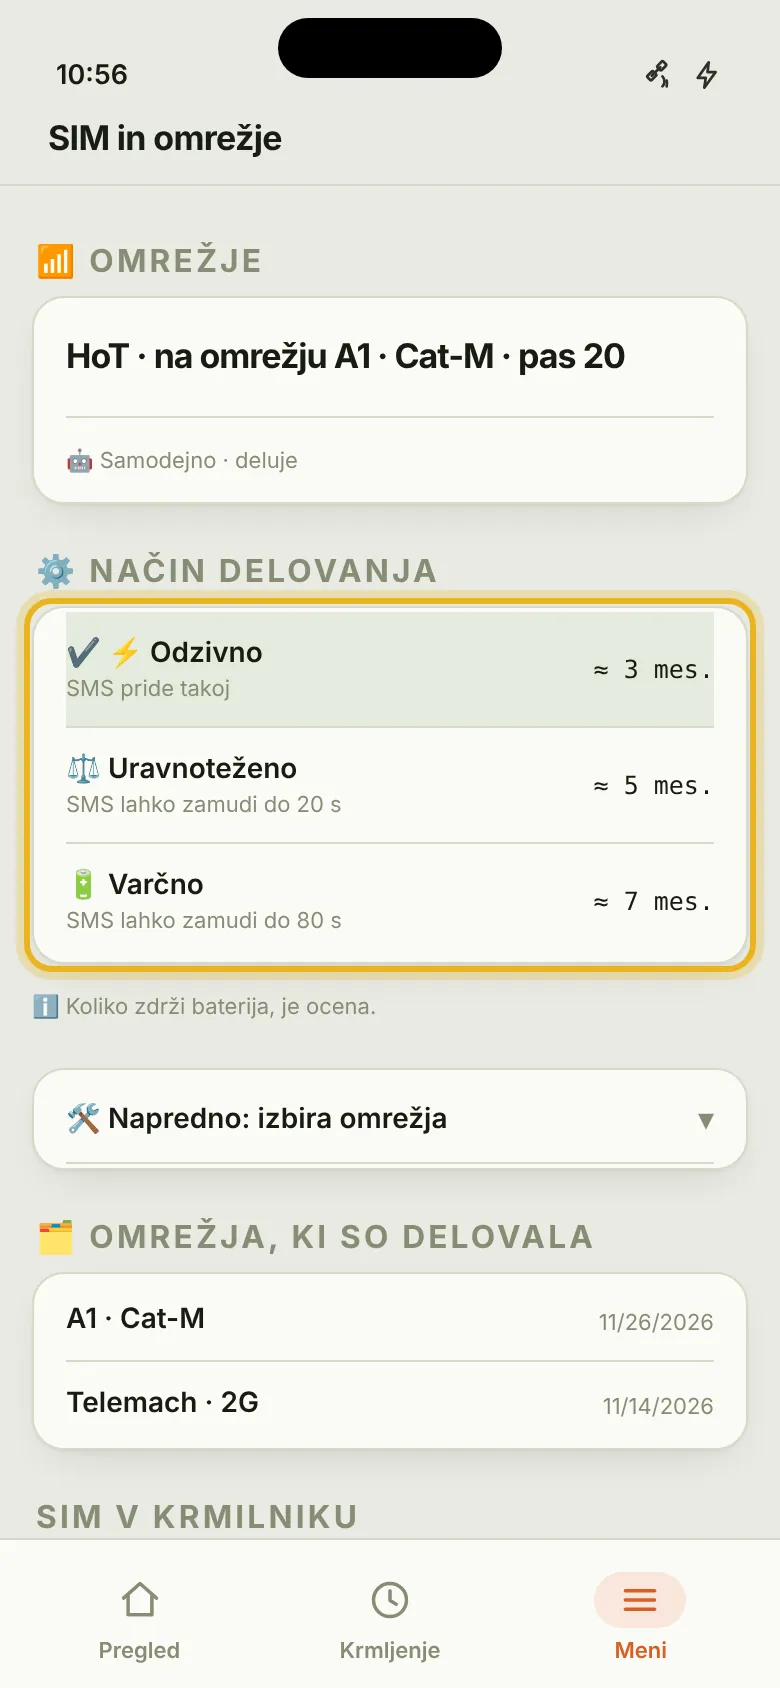 10:56
SIM in omrežje
📶 OMREŽJE
HoT · na omrežju A1 · Cat-M · pas 20
🤖 Samodejno · deluje
⚙️ NAČIN DELOVANJA
✔️ ⚡ Odzivno
SMS pride takoj
≈ 3 mes.
⚖️ Uravnoteženo
SMS lahko zamudi do 20 s
≈ 5 mes.
🔋 Varčno
SMS lahko zamudi do 80 s
≈ 7 mes.
ℹ️ Koliko zdrži baterija, je ocena.
🛠️ Napredno: izbira omrežja ▼
🗂️ OMREŽJA, KI SO DELOVALA
A1 · Cat-M 11/26/2026
Telemach · 2G 11/14/2026
SIM V KRMILNIKU
Pregled Krmljenje Meni